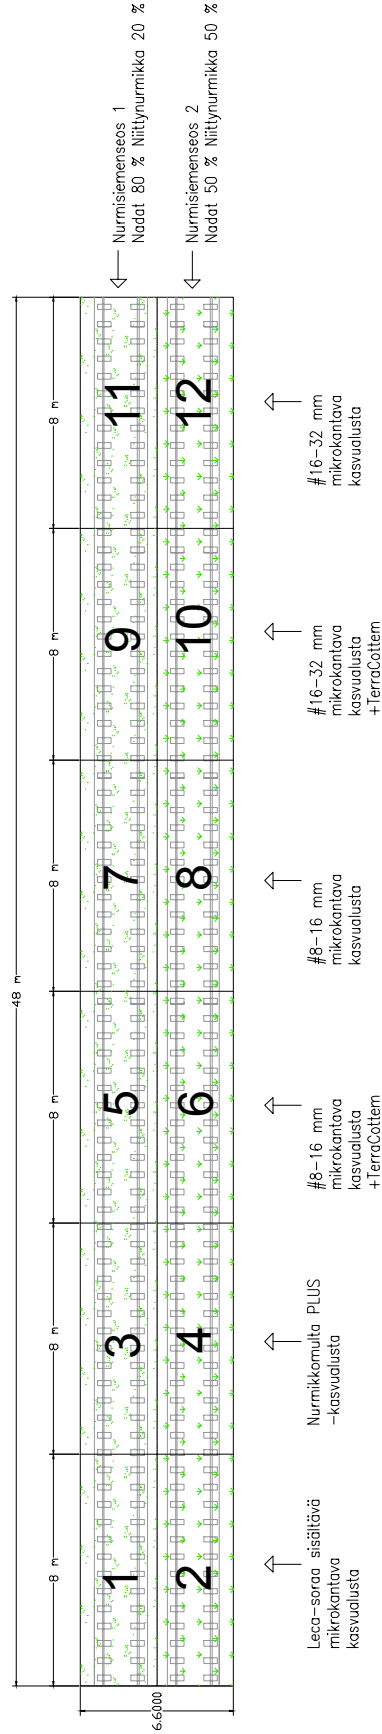 48 m
8 m
8 m
8 m
8 m
8 m
8 m
6.6000
1
3
5
7
9
11
Nurmisiemenseos 1
Nadat 80 % Niittynurmikka 20 %
2
4
6
8
10
12
Nurmisiemenseos 2
Nadat 50 % Niittynurmikka 50 %
Leca-soraa sisältävä
mikrokantava
kasvualusta
Nurmikkomulta PLUS
-kasvualusta
#8-16 mm
mikrokantava
kasvualusta
+TerraCottem
#8-16 mm
mikrokantava
kasvualusta
#16-32 mm
mikrokantava
kasvualusta
+TerraCottem
#16-32 mm
mikrokantava
kasvualusta